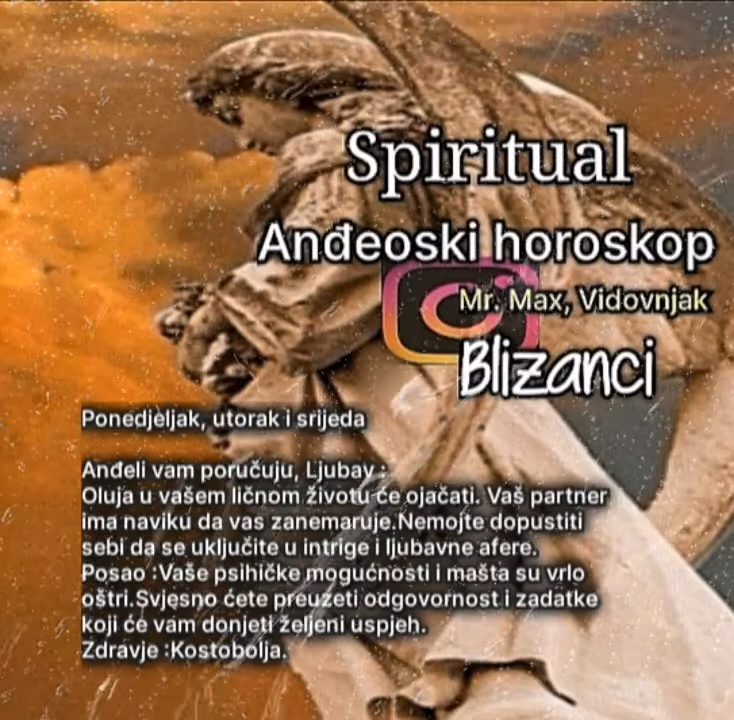 Spiritual
Anđeoski horoskop
Mr. Max, Vidovnjak
Blizanci
Ponedjeljak, utorak i srijeda
Anđeli vam poručuju, Ljubav :
Oluja u vašem ličnom životu će ojačati. Vaš partner
ima naviku da vas zanemaruje.Nemojte dopustiti
sebi da se uključite u intrige i ljubavne afere.
Posao :Vaše psihičke mogućnosti i mašta su vrlo
oštri.Svjesno ćete preuzeti odgovornost i zadatke
koji će vam donjeti željeni uspjeh.
Zdravje :Kostobolja.